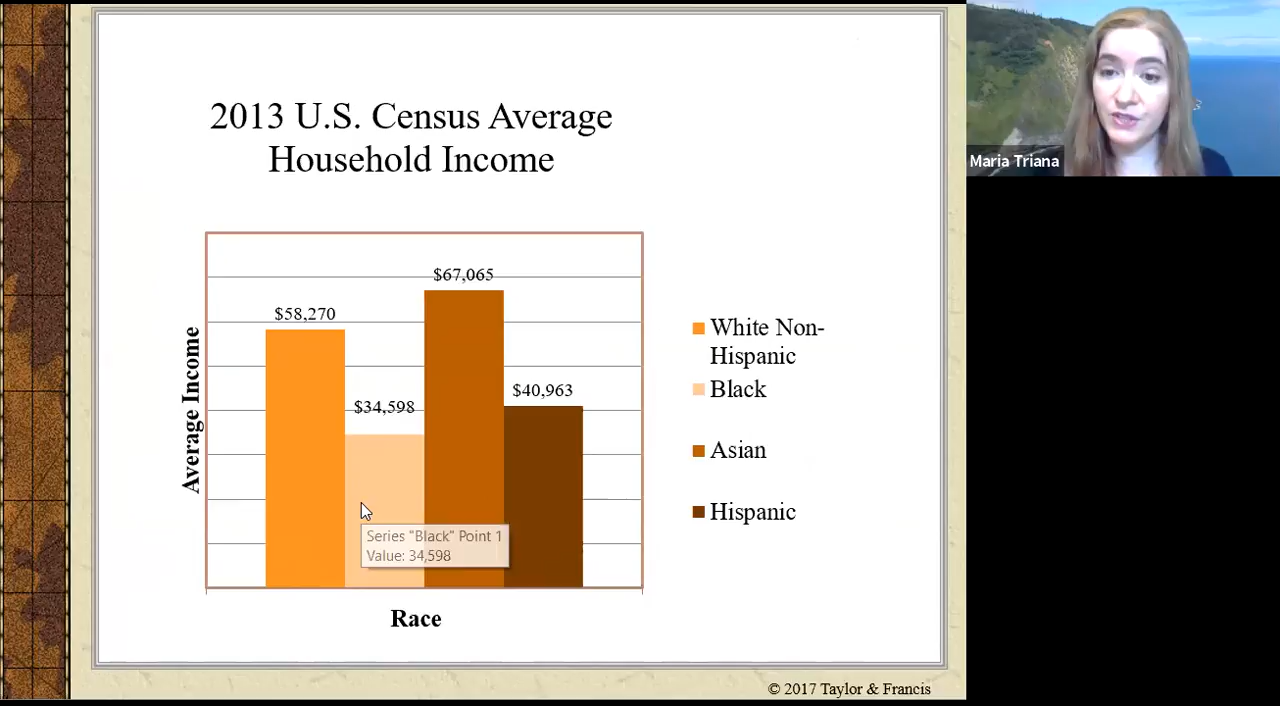 2013 U.S. Census Average
Household Income
Maria Triana
$67,065
$58,270
$40,963
$34,598
Average Income
Series "Black" Point 1
Value: 34,598
Race
White Non-
Hispanic
Black
Asian
Hispanic
© 2017 Taylor & Francis